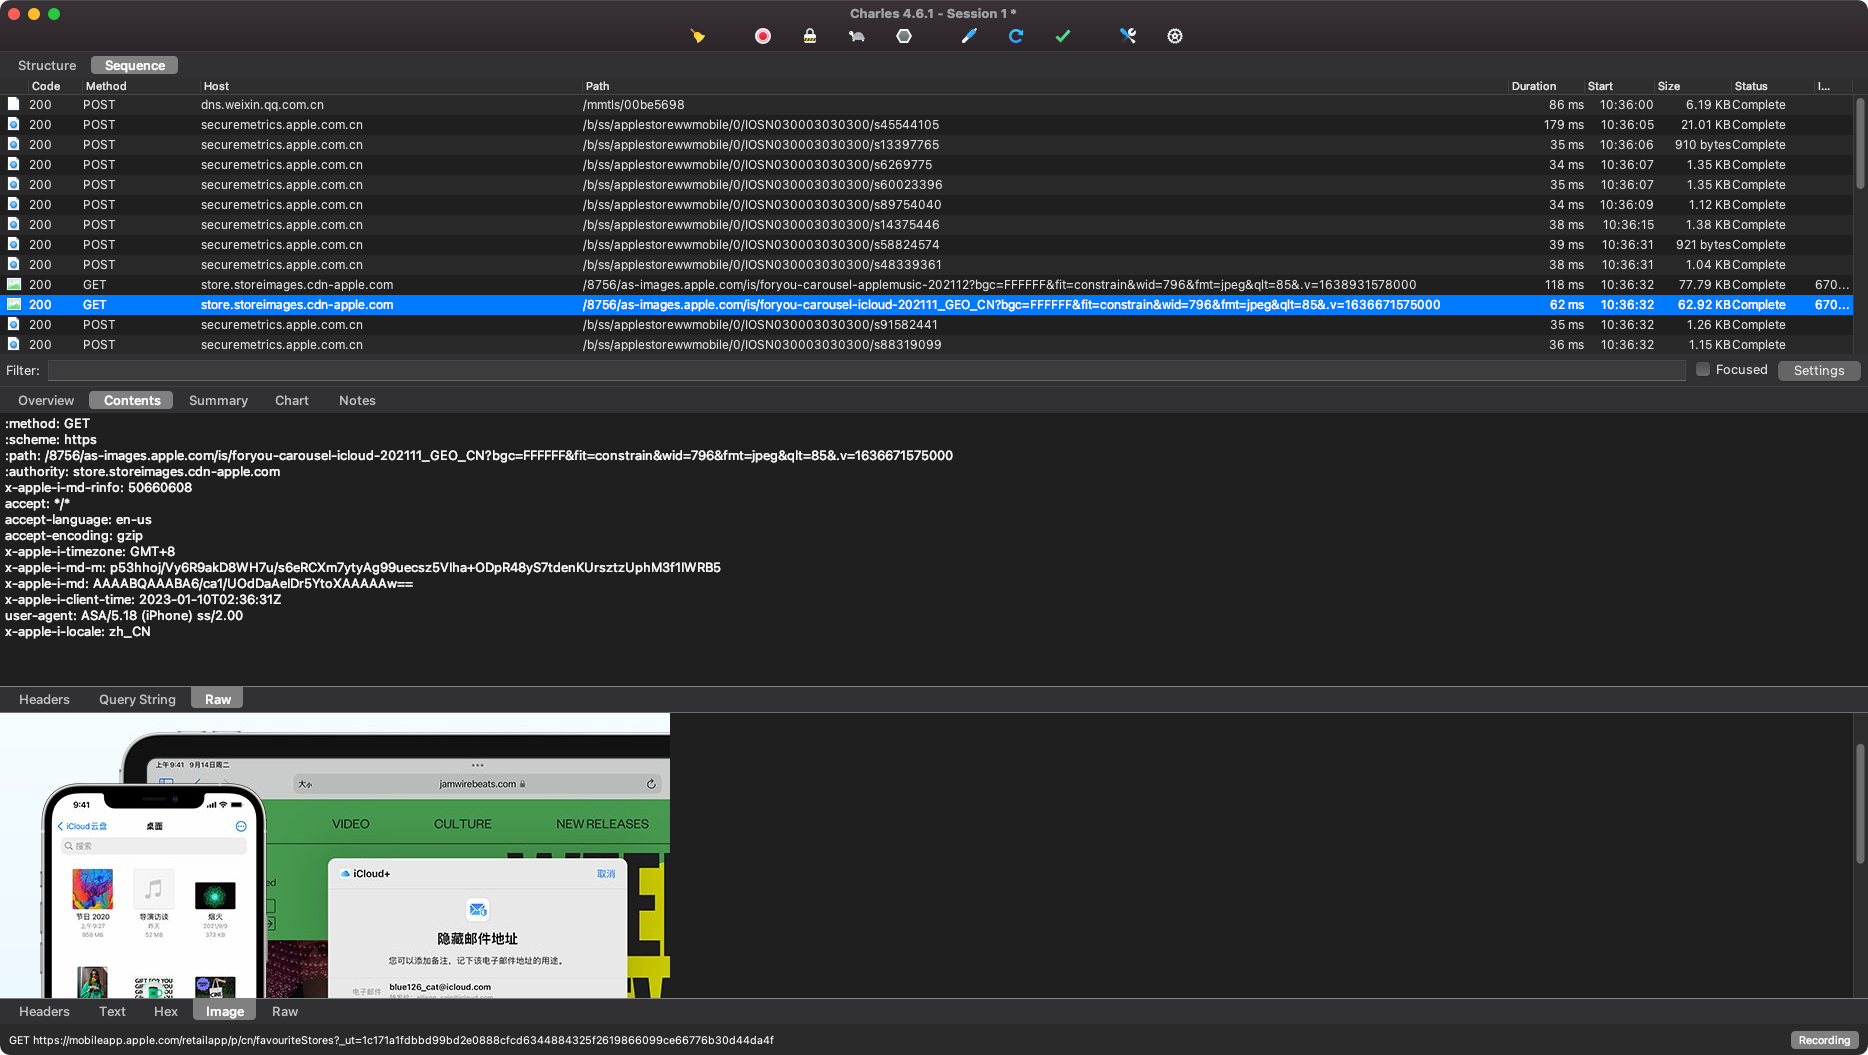 Charles 4.6.1 - Session 1 *
Structure Sequence
Code Method Host Path Duration Start Size Status I...
200 POST dns.weixin.qq.com.cn /mmtls/00be5698 86 ms 10:36:00 6.19 KB Complete
200 POST securemetrics.apple.com.cn /b/ss/applestorewwmobile/0/IOSN030003030300/s45544105 179 ms 10:36:05 21.01 KB Complete
200 POST securemetrics.apple.com.cn /b/ss/applestorewwmobile/0/IOSN030003030300/s13397765 35 ms 10:36:06 910 bytes Complete
200 POST securemetrics.apple.com.cn /b/ss/applestorewwmobile/0/IOSN030003030300/s6269775 34 ms 10:36:07 1.35 KB Complete
200 POST securemetrics.apple.com.cn /b/ss/applestorewwmobile/0/IOSN030003030300/s60023396 35 ms 10:36:07 1.35 KB Complete
200 POST securemetrics.apple.com.cn /b/ss/applestorewwmobile/0/IOSN030003030300/s89754040 34 ms 10:36:09 1.12 KB Complete
200 POST securemetrics.apple.com.cn /b/ss/applestorewwmobile/0/IOSN030003030300/s14375446 38 ms 10:36:15 1.38 KB Complete
200 POST securemetrics.apple.com.cn /b/ss/applestorewwmobile/0/IOSN030003030300/s58824574 39 ms 10:36:31 921 bytes Complete
200 POST securemetrics.apple.com.cn /b/ss/applestorewwmobile/0/IOSN030003030300/s48339361 38 ms 10:36:31 1.04 KB Complete
200 GET store.storeimages.cdn-apple.com /8756/as-images.apple.com/is/foryou-carousel-applemusic-202112?bgc=FFFFFF&fit=constrain&wid=796&fmt=jpeg&qlt=85&.v=1638931578000 118 ms 10:36:32 77.79 KB Complete 670...
200 GET store.storeimages.cdn-apple.com /8756/as-images.apple.com/is/foryou-carousel-icloud-202111_GEO_CN?bgc=FFFFFF&fit=constrain&wid=796&fmt=jpeg&qlt=85&.v=1636671575000 62 ms 10:36:32 62.92 KB Complete 670...
200 POST securemetrics.apple.com.cn /b/ss/applestorewwmobile/0/IOSN030003030300/s91582441 35 ms 10:36:32 1.26 KB Complete
200 POST securemetrics.apple.com.cn /b/ss/applestorewwmobile/0/IOSN030003030300/s88319099 36 ms 10:36:32 1.15 KB Complete
Filter: Focused Settings
Overview Contents Summary Chart Notes
:method: GET
:scheme: https
:path: /8756/as-images.apple.com/is/foryou-carousel-icloud-202111_GEO_CN?bgc=FFFFFF&fit=constrain&wid=796&fmt=jpeg&qlt=85&.v=1636671575000
:authority: store.storeimages.cdn-apple.com
x-apple-i-md-rinfo: 50660608
accept: */*
accept-language: en-us
accept-encoding: gzip
x-apple-i-timezone: GMT+8
x-apple-i-md-m: p53hhoj/Vy6R9akD8WH7u/s6eRCXm7ytyAg99uecsz5Vlha+ODpR48yS7tdenKUrsztzUphM3f1IWRB5
x-apple-i-md: AAAABQAAABA6/ca1/UOdDaAelDr5YtoXAAAAAw==
x-apple-i-client-time: 2023-01-10T02:36:31Z
user-agent: ASA/5.18 (iPhone) ss/2.00
x-apple-i-locale: zh_CN
Headers Query String Raw
上午9:41 9月14日周二
大小 jamwirebeats.com
9:41
iCloud云盘 桌面
搜索
VIDEO CULTURE NEW RELEASES
iCloud+ 取消
节日 2020 导演访谈 烟火
上午9:27 昨天 2021/9/9
858 MB 52 MB 373 KB
隐藏邮件地址
您可以添加备注，记下该电子邮件地址的用途。
电子邮件 blue126_cat@icloud.com
Headers Text Hex Image Raw
GET https://mobileapp.apple.com/retailapp/p/cn/favouriteStores?_ut=1c171a1fdbbd99bd2e0888cfcd6344884325f2619866099ce66776b30d44da4f
Recording